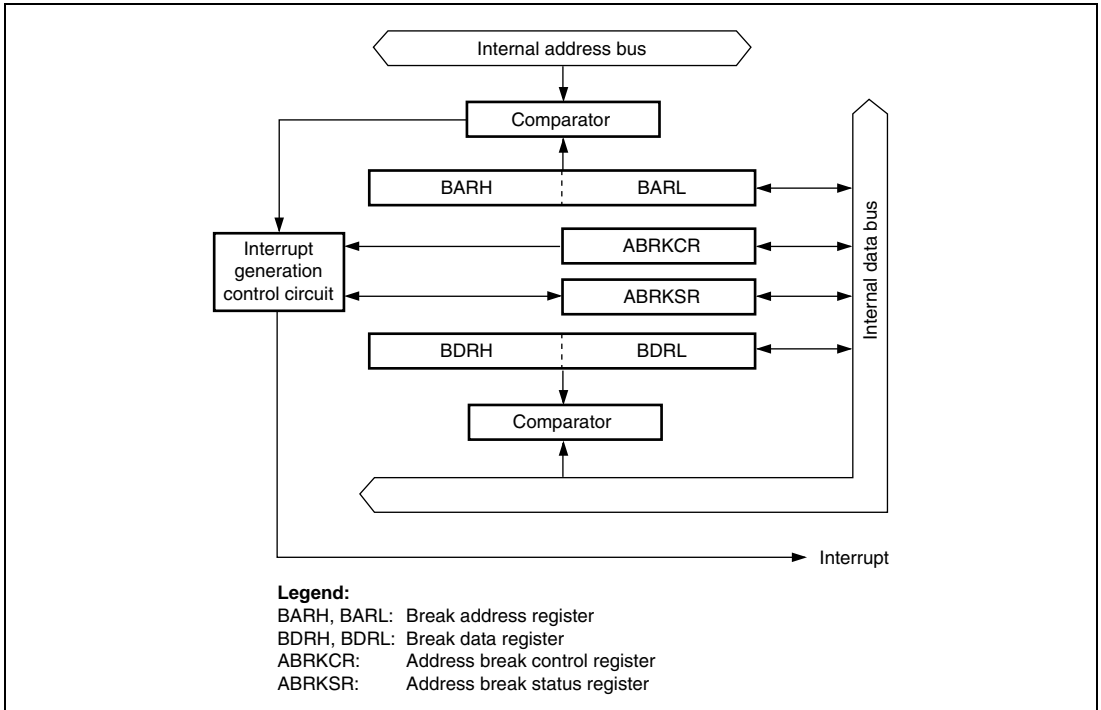 Internal address bus
Comparator
BARH BARL
ABRKCR
Interrupt
generation
control circuit
ABRKSR
Internal data bus
BDRH BDRL
Comparator
Interrupt
Legend:
BARH, BARL: Break address register
BDRH, BDRL: Break data register
ABRKCR: Address break control register
ABRKSR: Address break status register